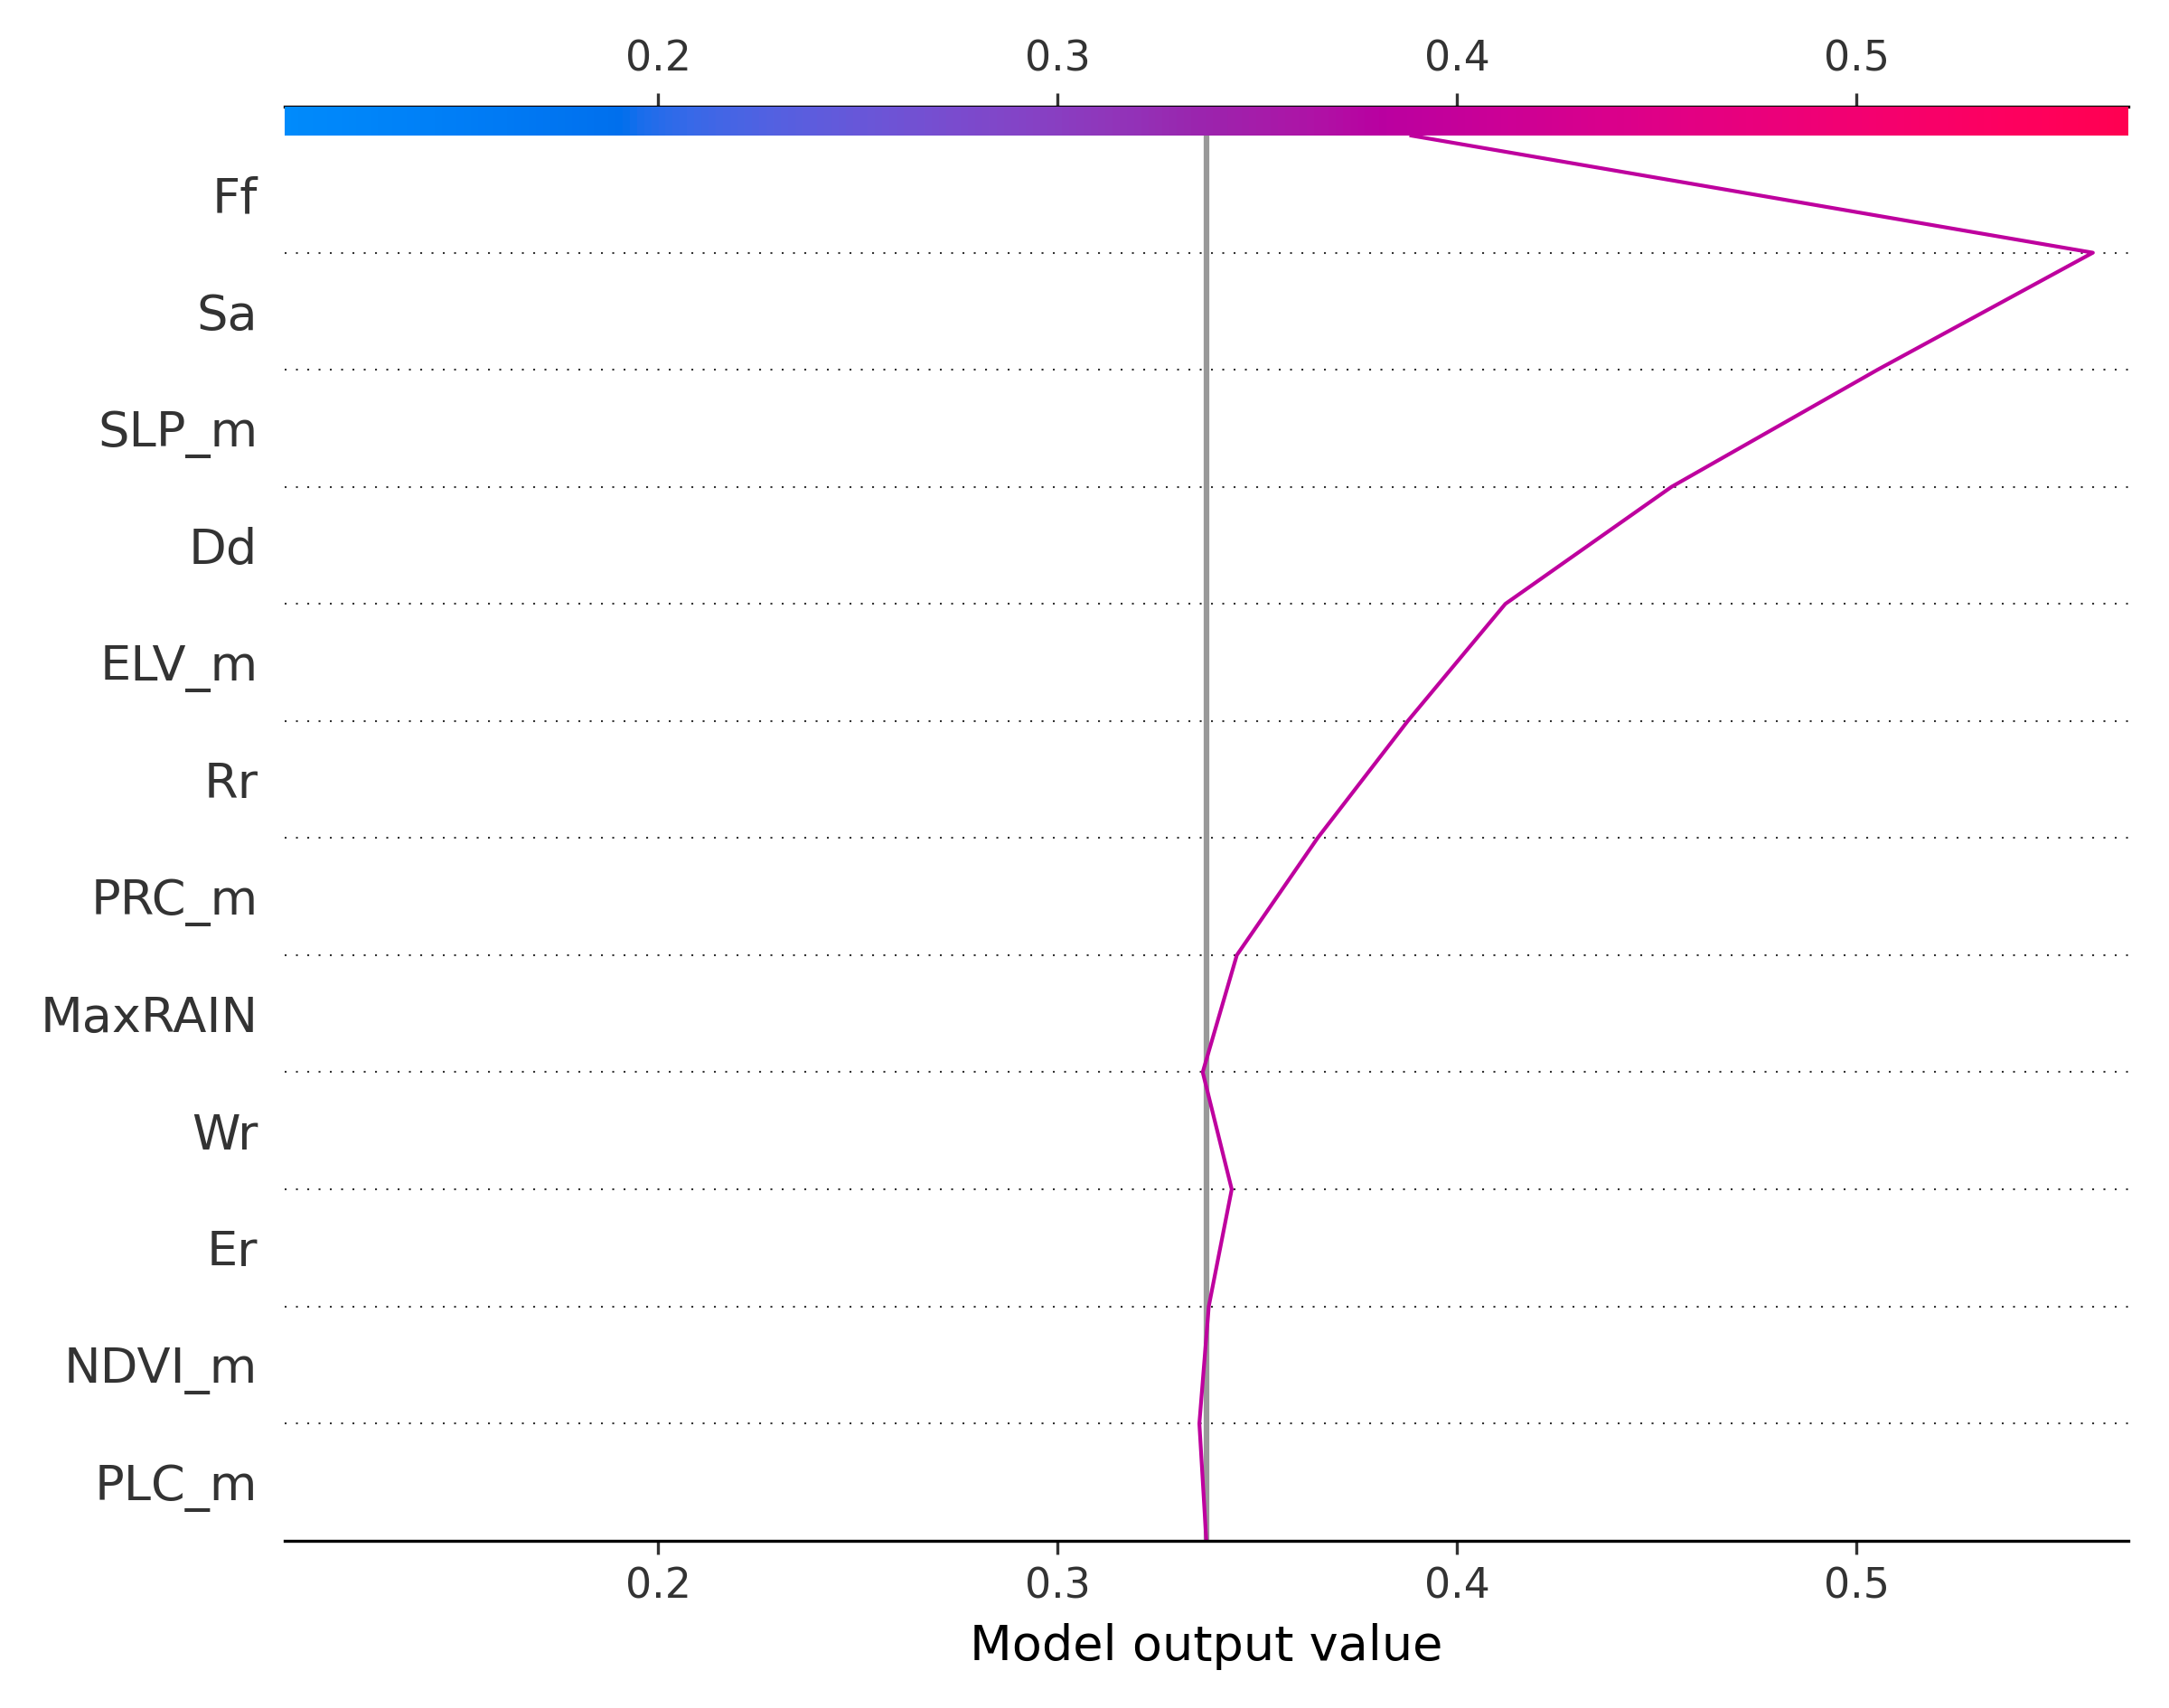 0.2 0.3 0.4 0.5
Ff
Sa
SLP_m
Dd
ELV_m
Rr
PRC_m
MaxRAIN
Wr
Er
NDVI_m
PLC_m
0.2 0.3 0.4 0.5
Model output value